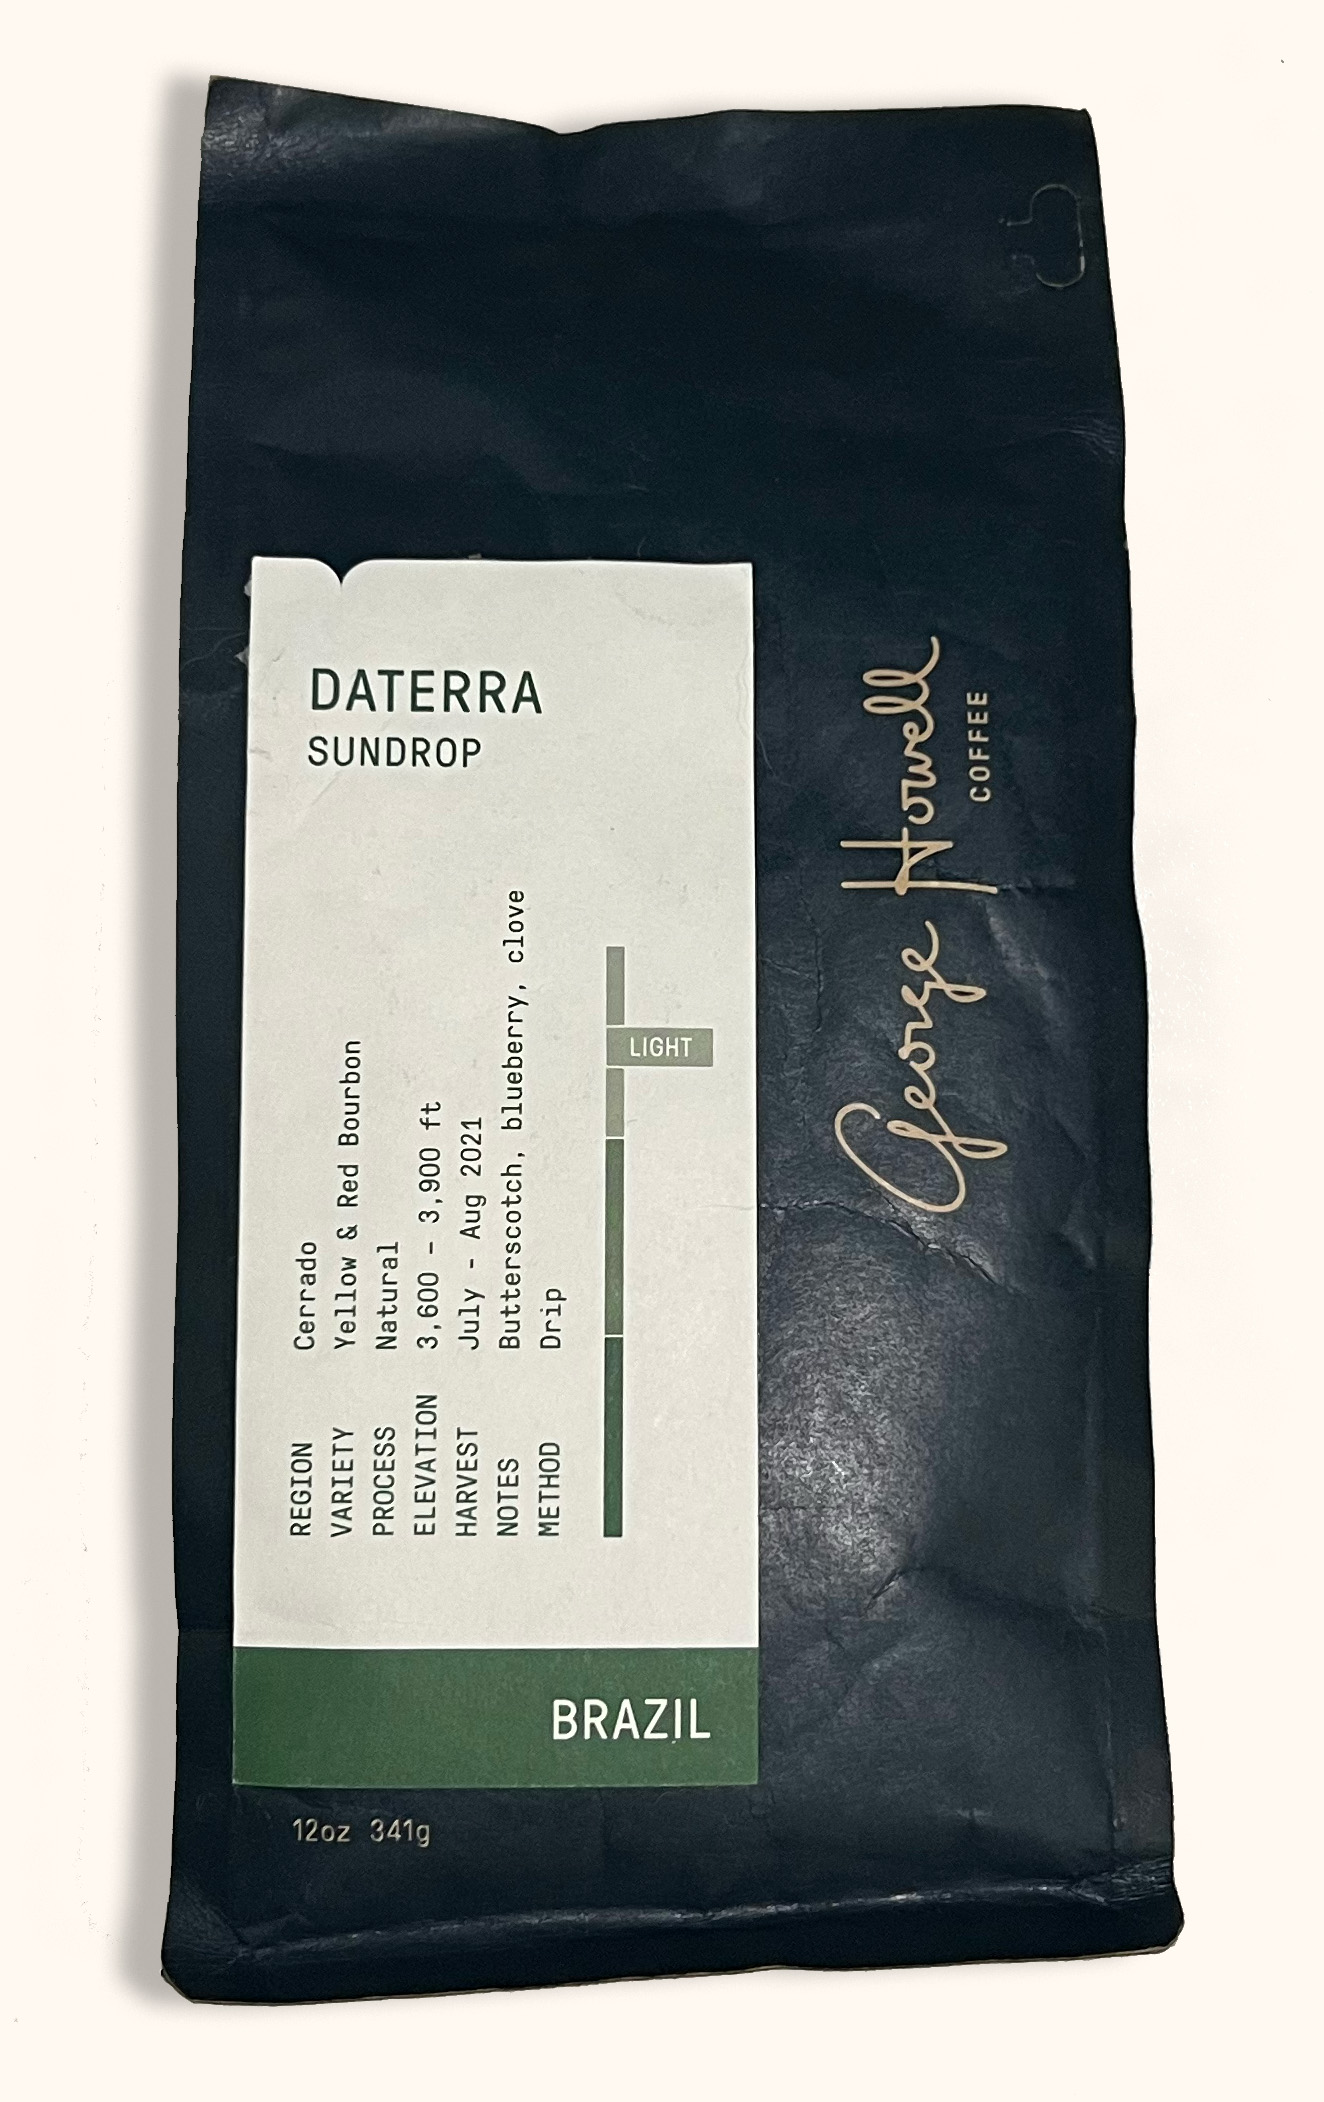 DATERRA
SUNDROP
REGION Cerrado
VARIETY Yellow & Red Bourbon
PROCESS Natural
ELEVATION 3,600 – 3,900 ft
HARVEST July – Aug 2021
NOTES Butterscotch, blueberry, clove
METHOD Drip
LIGHT
BRAZIL
12oz 341g
George Howell
COFFEE